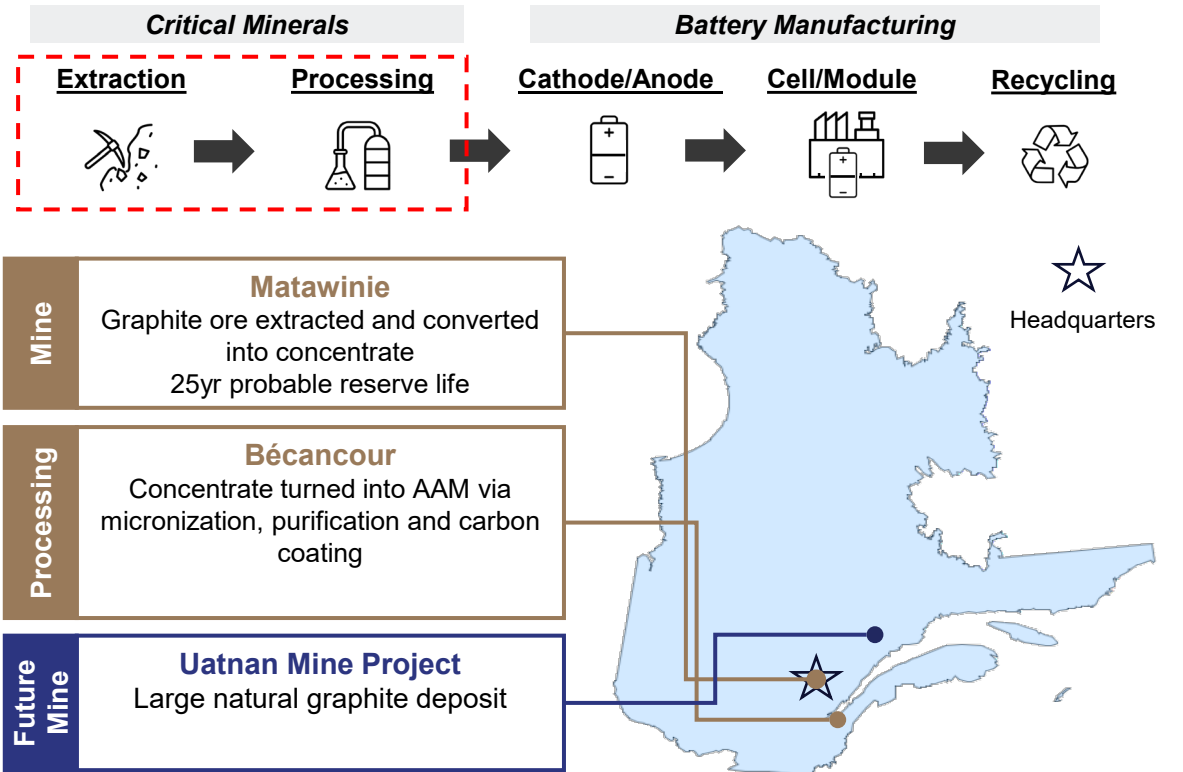 Critical Minerals
Battery Manufacturing
Extraction
Processing
Cathode/Anode
Cell/Module
Recycling
Headquarters
Mine
Matawinie
Graphite ore extracted and converted
into concentrate
25yr probable reserve life
Processing
Bécancour
Concentrate turned into AAM via
micronization, purification and carbon
coating
Future
Mine
Uatnan Mine Project
Large natural graphite deposit